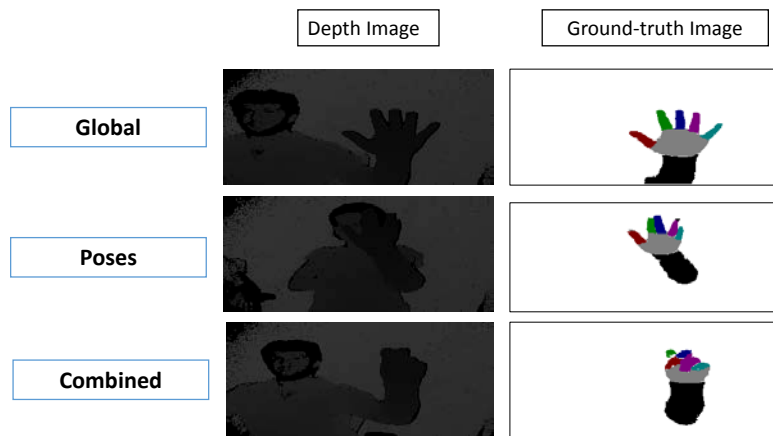 Depth Image
Ground-truth Image
Global
Poses
Combined